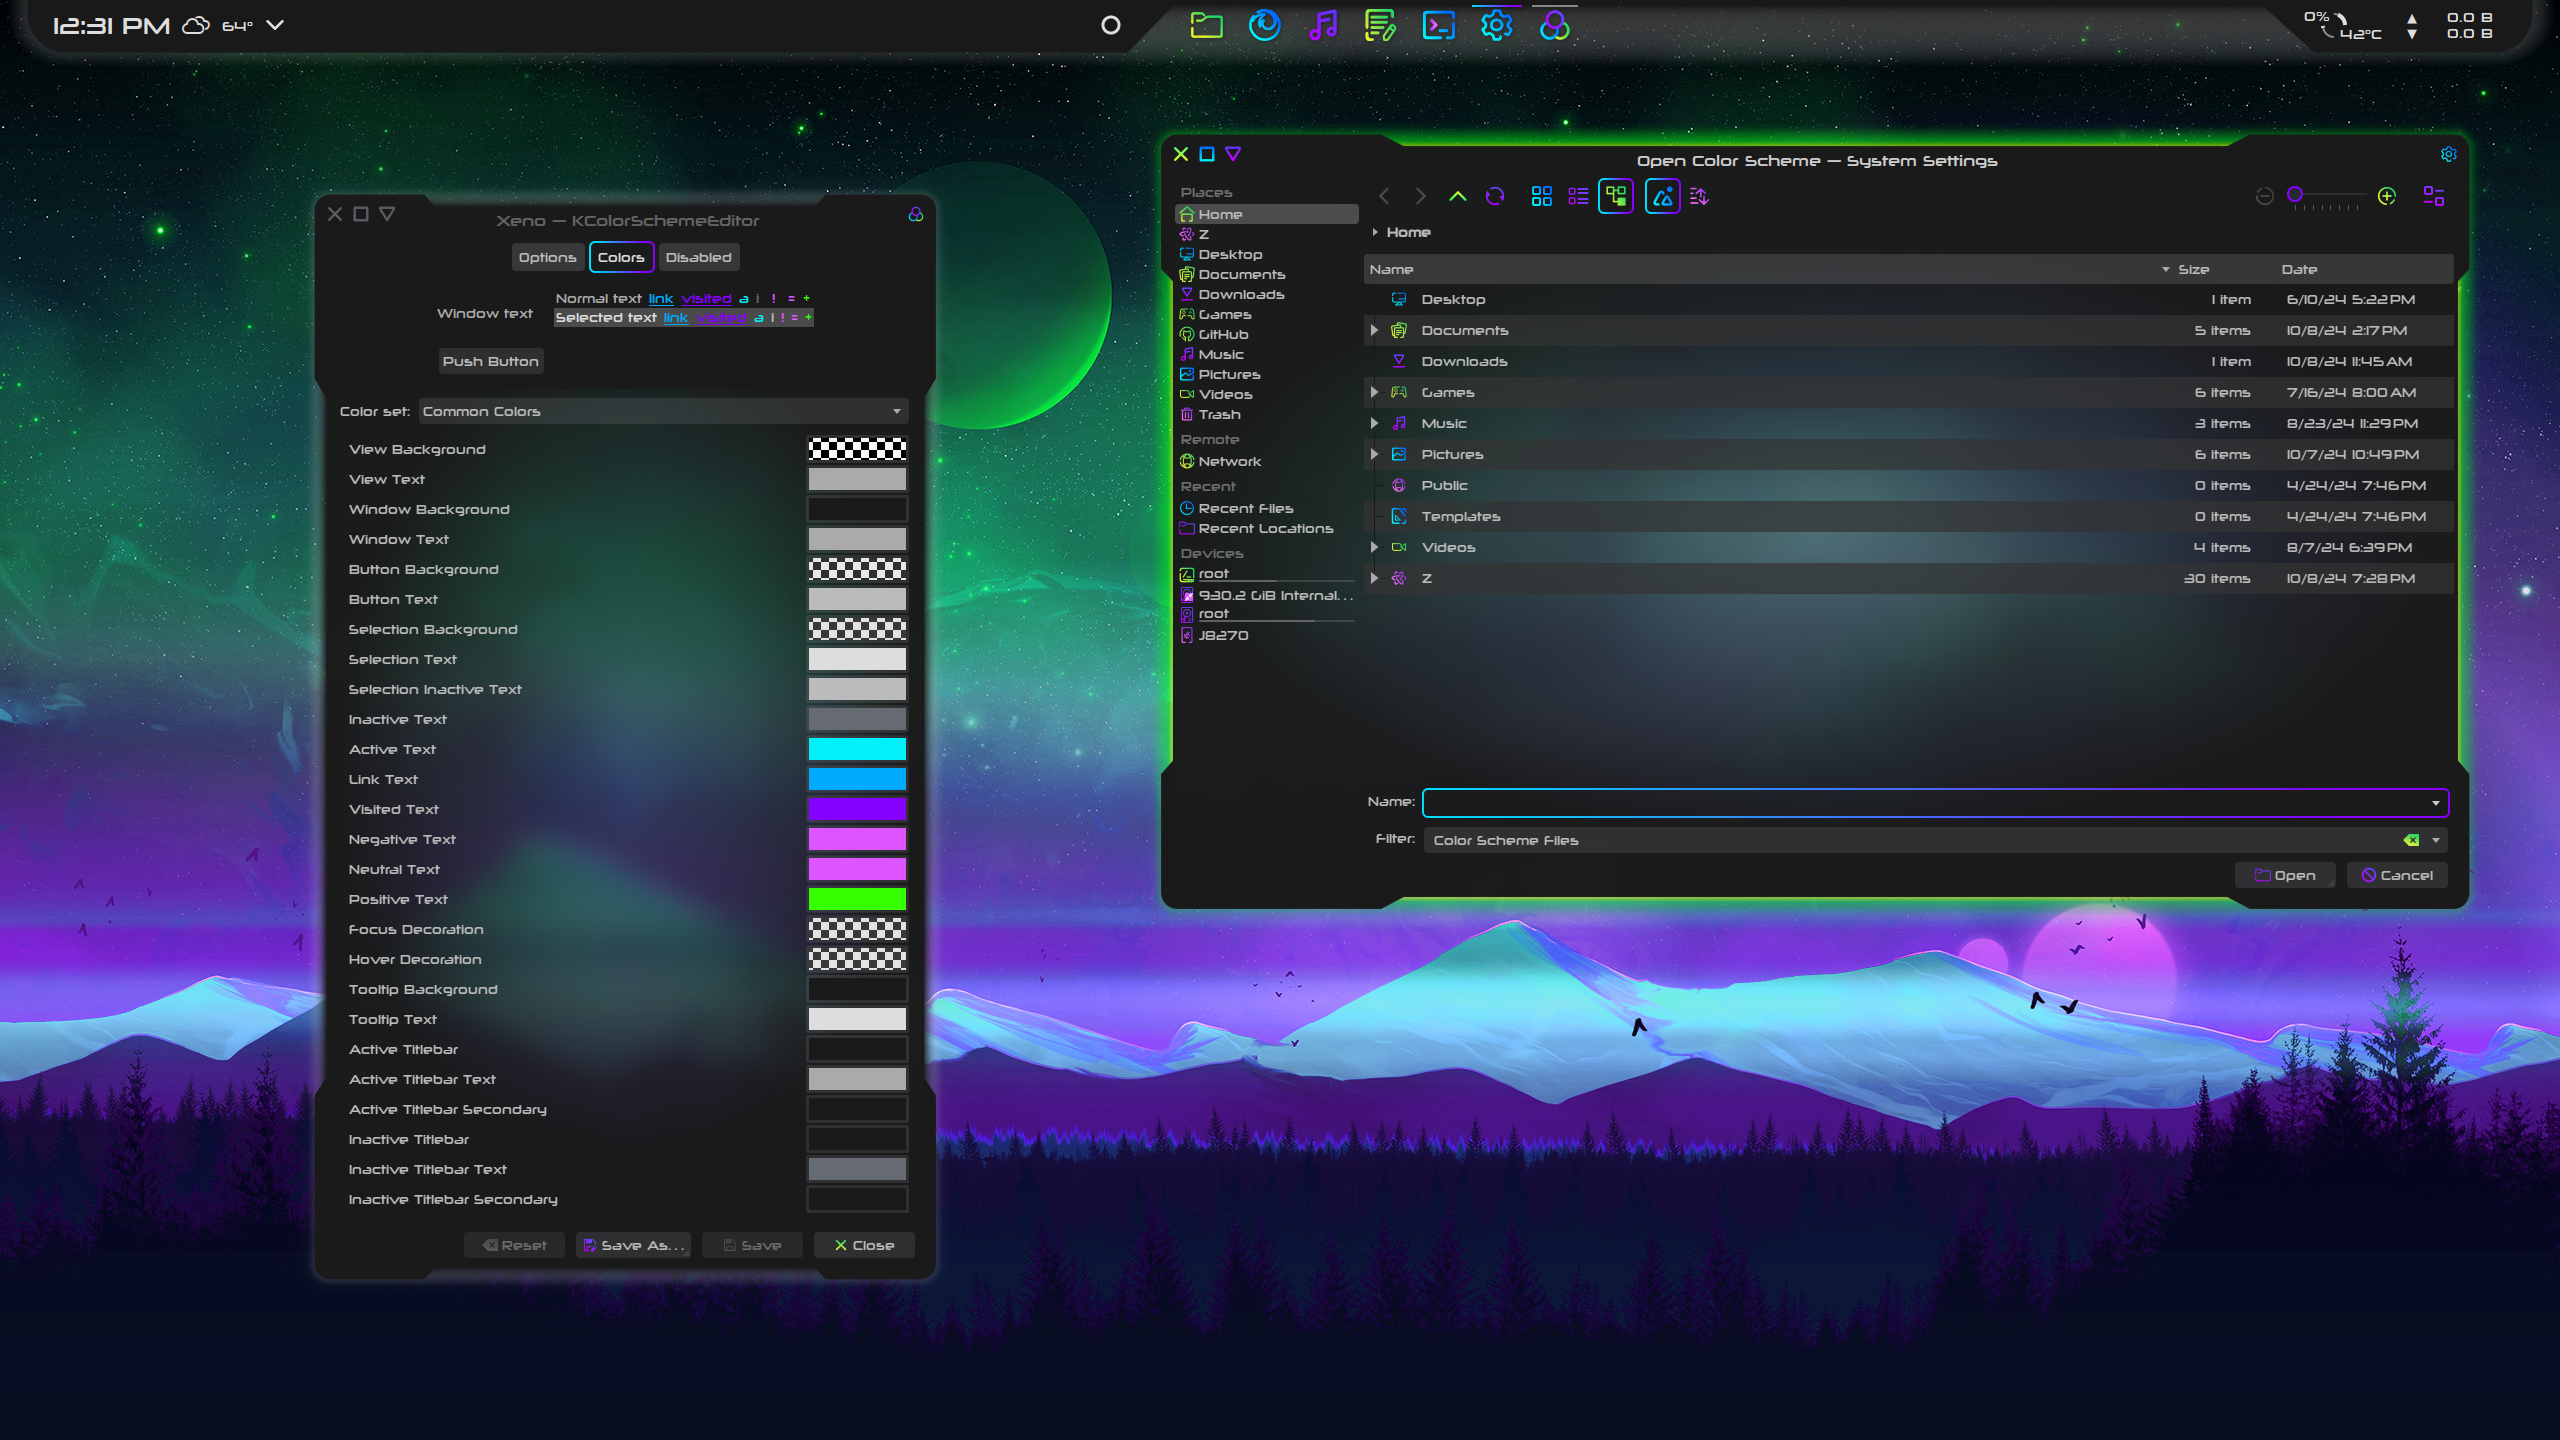 12:31 PM 64°
0% 42°C
0.0 B
0.0 B
Xeno — KColorSchemeEditor
Options Colors Disabled
Window text
Normal text link visited a i ! = +
Selected text link visited a i ! = +
Push Button
Color set: Common Colors
View Background
View Text
Window Background
Window Text
Button Background
Button Text
Selection Background
Selection Text
Selection Inactive Text
Inactive Text
Active Text
Link Text
Visited Text
Negative Text
Neutral Text
Positive Text
Focus Decoration
Hover Decoration
Tooltip Background
Tooltip Text
Active Titlebar
Active Titlebar Text
Active Titlebar Secondary
Inactive Titlebar
Inactive Titlebar Text
Inactive Titlebar Secondary
Reset Save As... Save Close
Open Color Scheme — System Settings
Places
Home
Z
Desktop
Documents
Downloads
Games
GitHub
Music
Pictures
Videos
Trash
Remote
Network
Recent
Recent Files
Recent Locations
Devices
root
930.2 GiB Internal...
root
J8270
Home
Name Size Date
Desktop 1 item 6/10/24 5:22 PM
Documents 5 items 10/8/24 2:17 PM
Downloads 1 item 10/8/24 11:45 AM
Games 6 items 7/16/24 8:00 AM
Music 3 items 8/23/24 11:29 PM
Pictures 6 items 10/7/24 10:49 PM
Public 0 items 4/24/24 7:46 PM
Templates 0 items 4/24/24 7:46 PM
Videos 4 items 8/7/24 6:39 PM
Z 30 items 10/8/24 7:28 PM
Name:
Filter: Color Scheme Files
Open Cancel